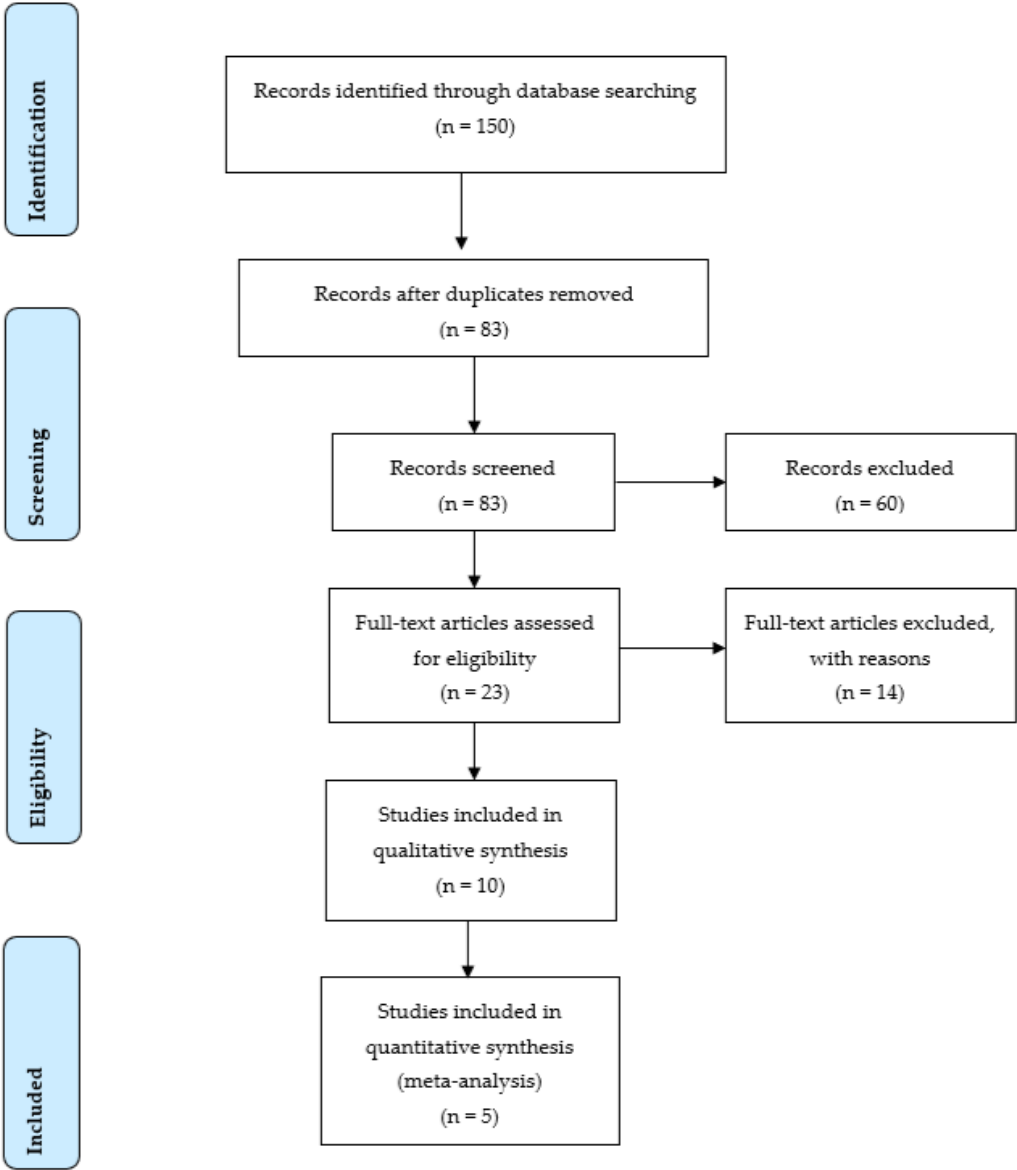 Identification
Records identified through database searching
(n = 150)
Records after duplicates removed
(n = 83)
Screening
Records screened
(n = 83)
Records excluded
(n = 60)
Eligibility
Full-text articles assessed
for eligibility
(n = 23)
Full-text articles excluded,
with reasons
(n = 14)
Studies included in
qualitative synthesis
(n = 10)
Included
Studies included in
quantitative synthesis
(meta-analysis)
(n = 5)